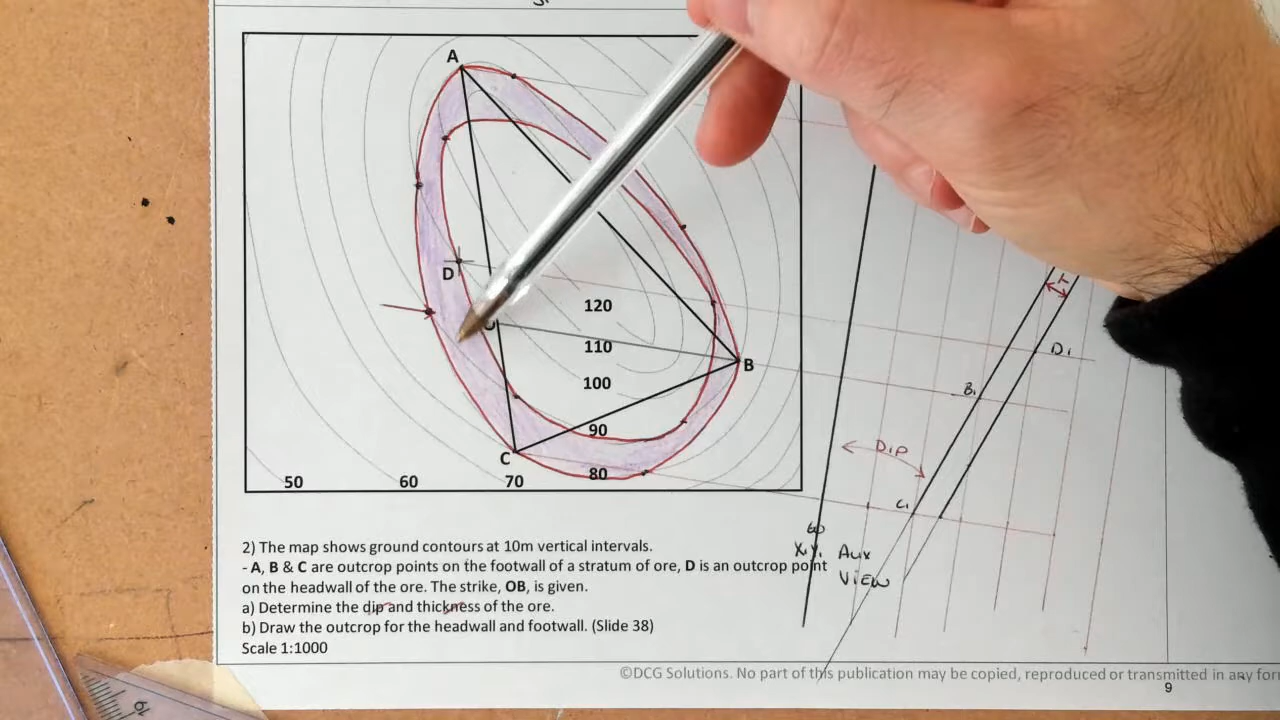 A
D
120
110
B
100
90
C
80
50 60 70
T
D₁
B₁
DIP
C₁
60
X₁Y₁ AUX
VIEW
2) The map shows ground contours at 10m vertical intervals.
- A, B & C are outcrop points on the footwall of a stratum of ore, D is an outcrop point
on the headwall of the ore. The strike, OB, is given.
a) Determine the dip and thickness of the ore.
b) Draw the outcrop for the headwall and footwall. (Slide 38)
Scale 1:1000
©DCG Solutions. No part of this publication may be copied, reproduced or transmitted in any for
9